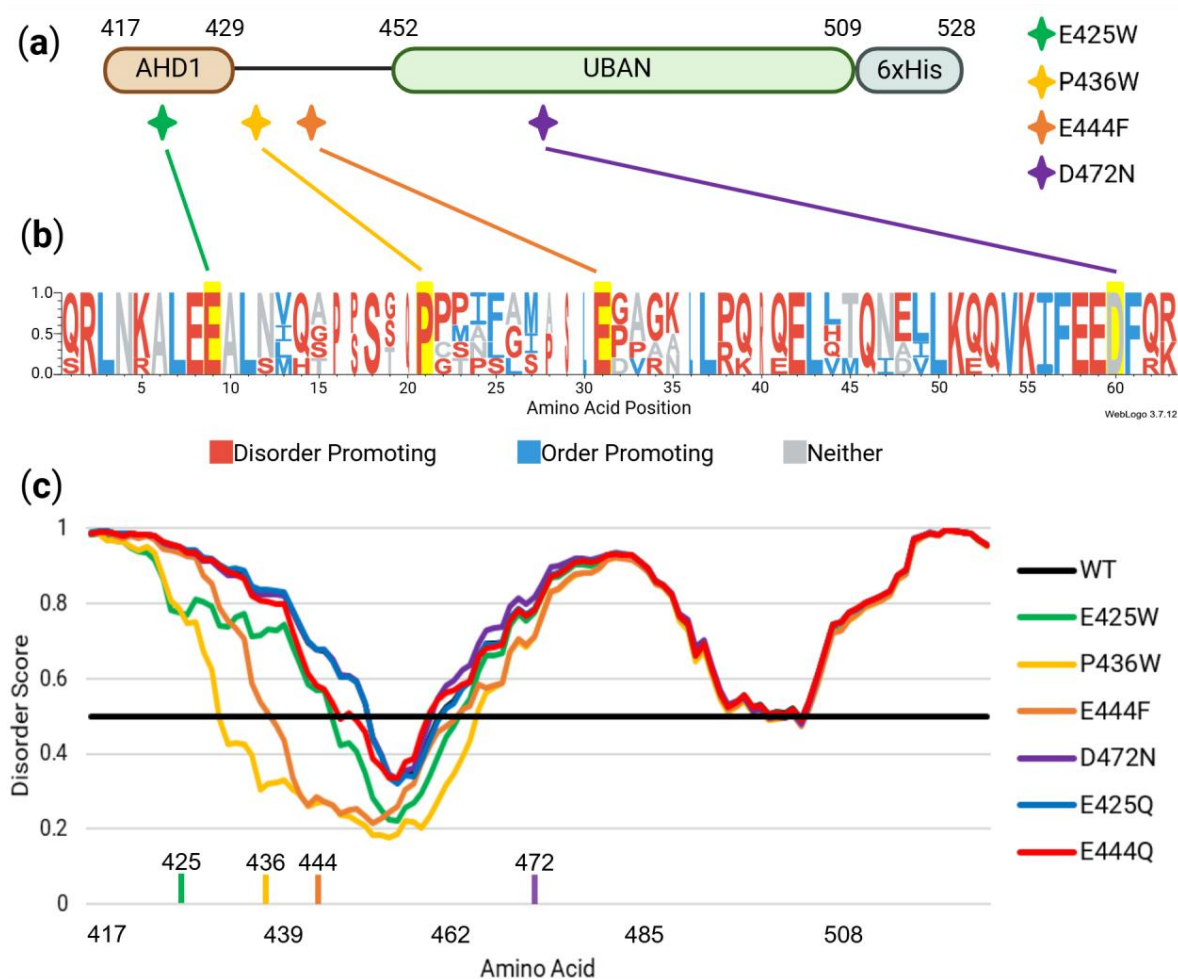 (a)
417 429 452 509 528
AHD1 UBAN 6xHis
E425W
P436W
E444F
D472N
(b)
1.0
0.5
0.0
QRLNKALEEALN
KQQVKIFEEDFQR
5 10 15 20 25 30 35 40 45 50 55 60
Amino Acid Position
WebLogo 3.7.12
Disorder Promoting Order Promoting Neither
(c)
Disorder Score
1
0.8
0.6
0.4
0.2
0
425 436 444 472
417 439 462 485 508
Amino Acid
WT
E425W
P436W
E444F
D472N
E425Q
E444Q